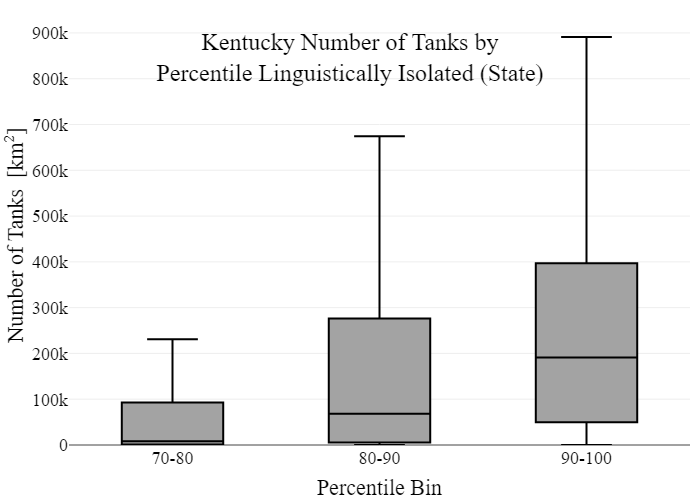 Kentucky Number of Tanks by
Percentile Linguistically Isolated (State)
Number of Tanks [km²]
900k
800k
700k
600k
500k
400k
300k
200k
100k
0
70-80
80-90
90-100
Percentile Bin